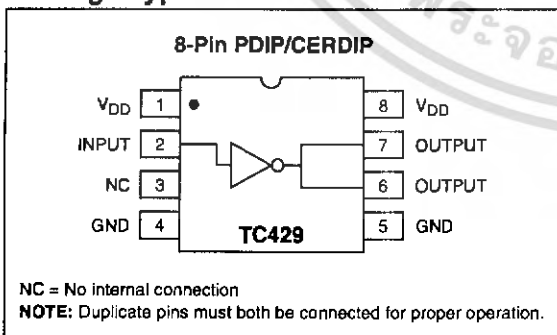 8-Pin PDIP/CERDIP
VDD 1
8 VDD
INPUT 2
7 OUTPUT
NC 3
6 OUTPUT
GND 4
TC429
5 GND
NC = No internal connection
NOTE: Duplicate pins must both be connected for proper operation.